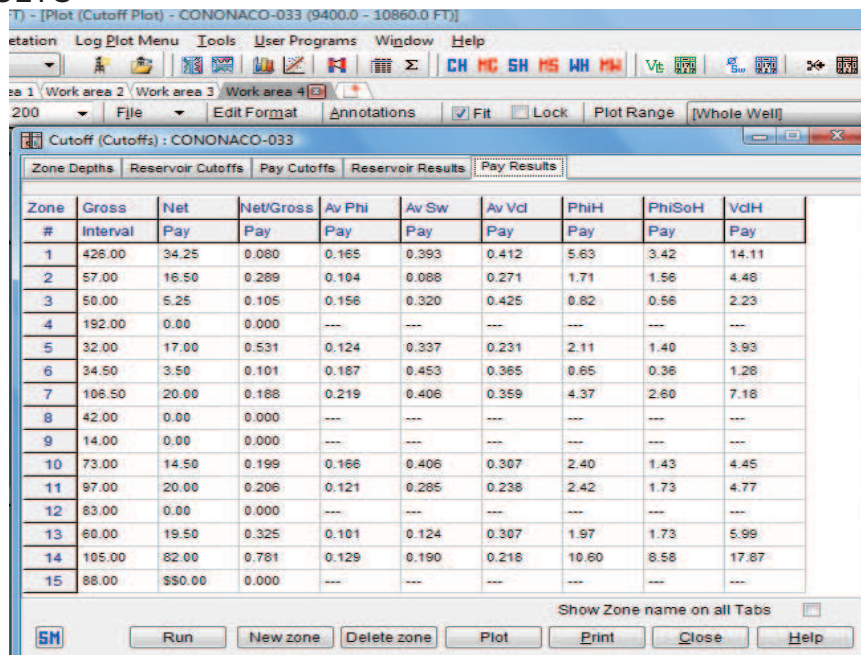 T) - [Plot (Cutoff Plot) - CONONACO-033 (9400.0 - 10860.0 FT)]
etation Log Plot Menu Tools User Programs Window Help
CH MC SH MS WH MW
ea 1 Work area 2 Work area 3 Work area 4
200 File Edit Format Annotations Fit Lock Plot Range [Whole Well]
Cutoff (Cutoffs) : CONONACO-033
Zone Depths Reservoir Cutoffs Pay Cutoffs Reservoir Results Pay Results
Zone Gross Net Net/Gross Av Phi Av Sw Av Vcl PhiH PhiSoH VclH
# Interval Pay Pay Pay Pay Pay Pay Pay Pay
1 426.00 34.25 0.080 0.165 0.393 0.412 5.63 3.42 14.11
2 57.00 16.50 0.289 0.104 0.088 0.271 1.71 1.56 4.48
3 50.00 5.25 0.105 0.156 0.320 0.425 0.82 0.56 2.23
4 192.00 0.00 0.000 --- --- --- --- --- ---
5 32.00 17.00 0.531 0.124 0.337 0.231 2.11 1.40 3.93
6 34.50 3.50 0.101 0.187 0.453 0.365 0.65 0.36 1.28
7 106.50 20.00 0.188 0.219 0.406 0.359 4.37 2.60 7.18
8 42.00 0.00 0.000 --- --- --- --- --- ---
9 14.00 0.00 0.000 --- --- --- --- --- ---
10 73.00 14.50 0.199 0.166 0.406 0.307 2.40 1.43 4.45
11 97.00 20.00 0.206 0.121 0.285 0.238 2.42 1.73 4.77
12 83.00 0.00 0.000 --- --- --- --- --- ---
13 60.00 19.50 0.325 0.101 0.124 0.307 1.97 1.73 5.99
14 105.00 82.00 0.781 0.129 0.190 0.218 10.60 8.58 17.87
15 88.00 $$0.00 0.000 --- --- --- --- --- ---
Show Zone name on all Tabs
SM Run New zone Delete zone Plot Print Close Help